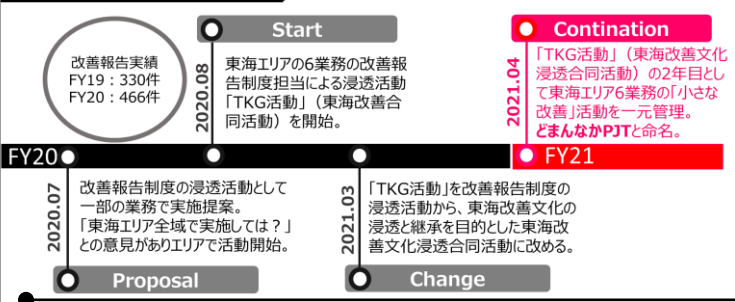 Start
Contination
改善報告実績
FY19：330件
FY20：466件
2020.08
東海エリアの6業務の改善報
告制度担当による浸透活動
「TKG活動」（東海改善合
同活動）を開始。
2021.04
「TKG活動」（東海改善文化
浸透合同活動）の2年目とし
て東海エリア6業務の「小さな
改善」活動を一元管理。
どまんなかPJTと命名。
FY20
FY21
2020.07
改善報告制度の浸透活動として
一部の業務で実施提案。
「東海エリア全域で実施しては？」
との意見がありエリアで活動開始。
2021.03
「TKG活動」を改善報告制度の
浸透活動から、東海改善文化の
浸透と継承を目的とした東海改
善文化浸透合同活動に改める。
Proposal
Change